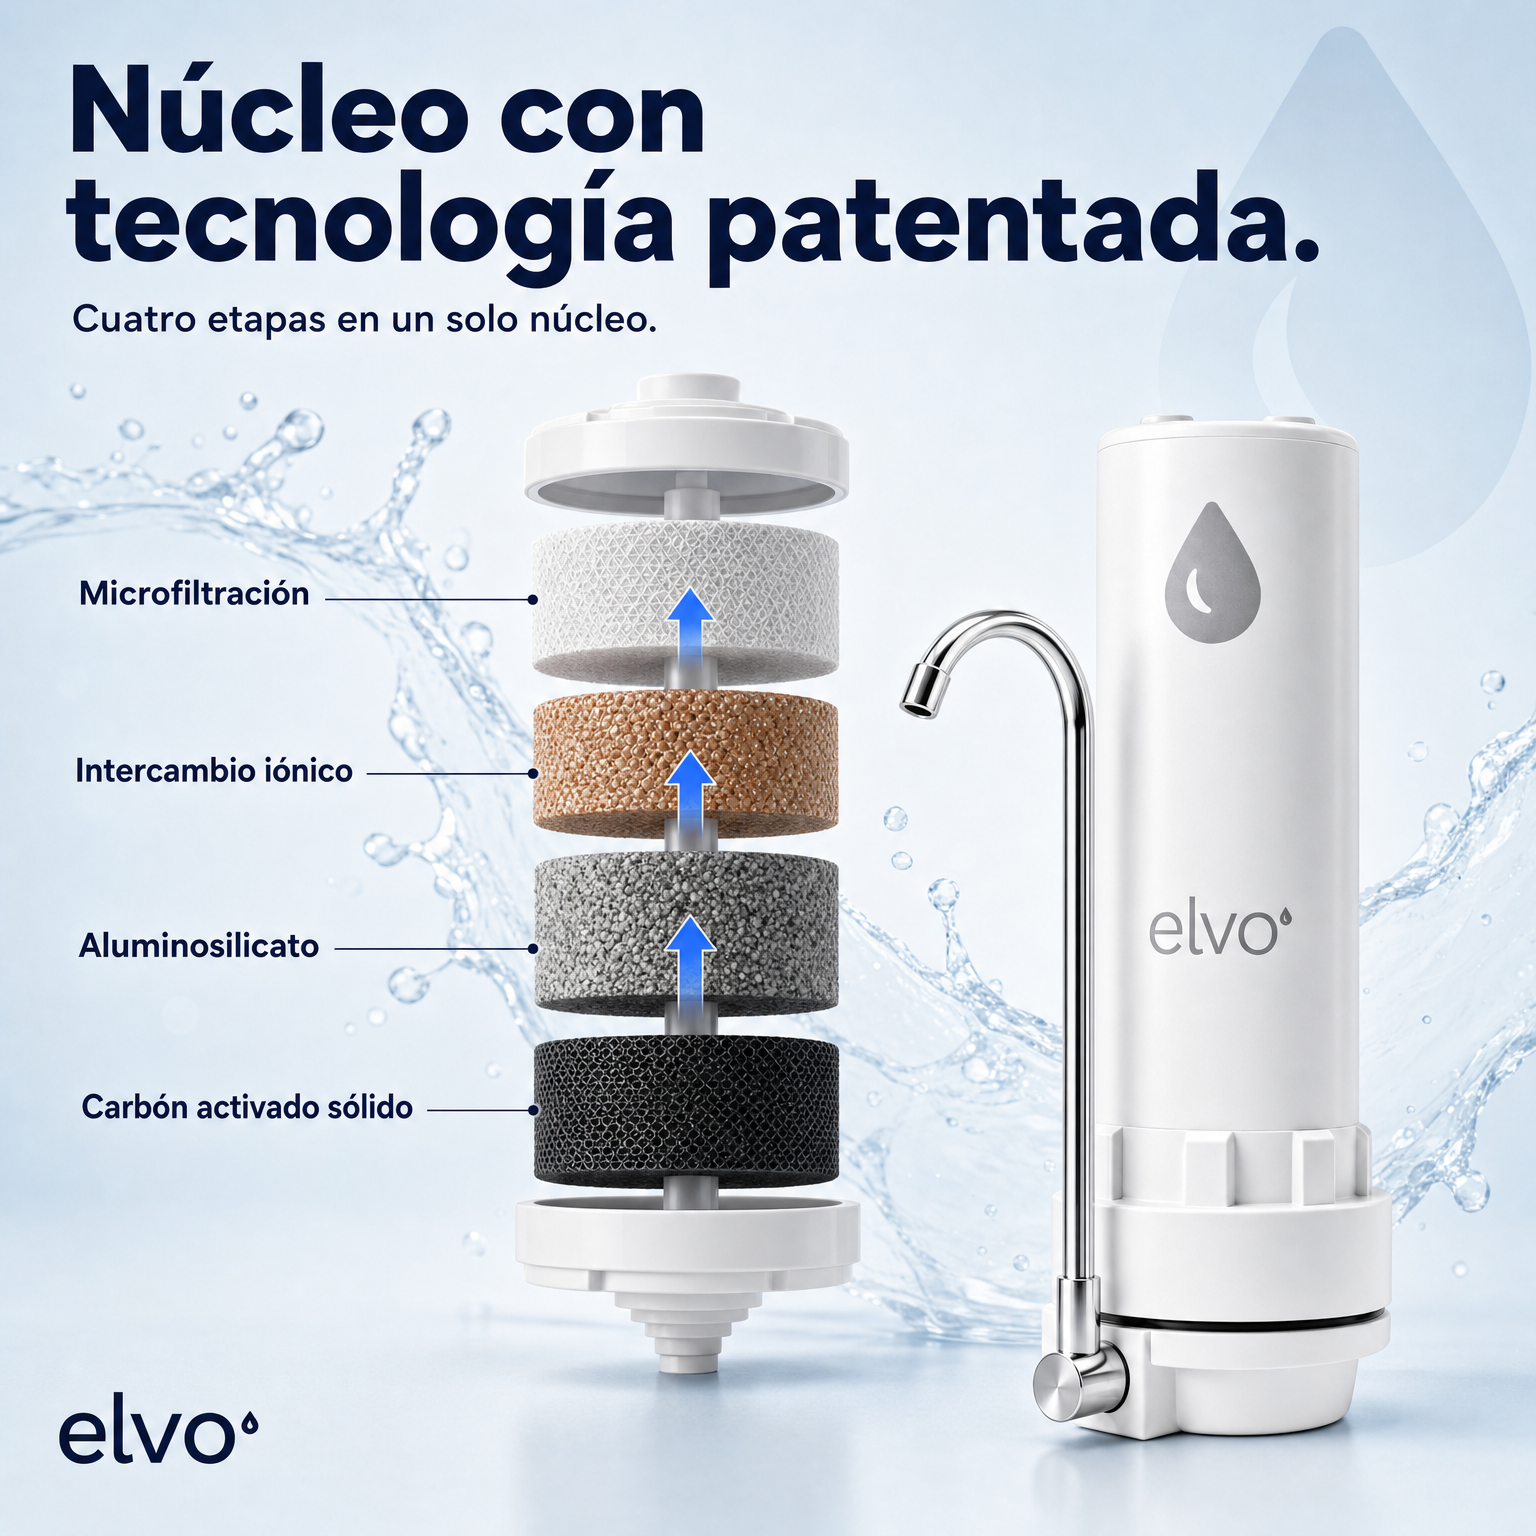 Núcleo con
tecnología patentada.
Cuatro etapas en un solo núcleo.
Microfiltración
Intercambio iónico
Aluminosilicato
Carbón activado sólido
elvo
elvo